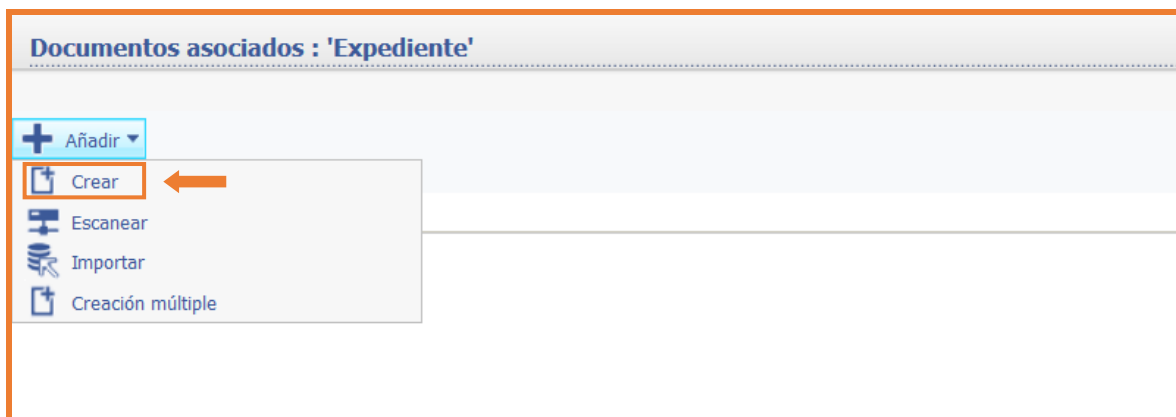 Documentos asociados : 'Expediente'
Añadir
Crear
Escanear
Importar
Creación múltiple